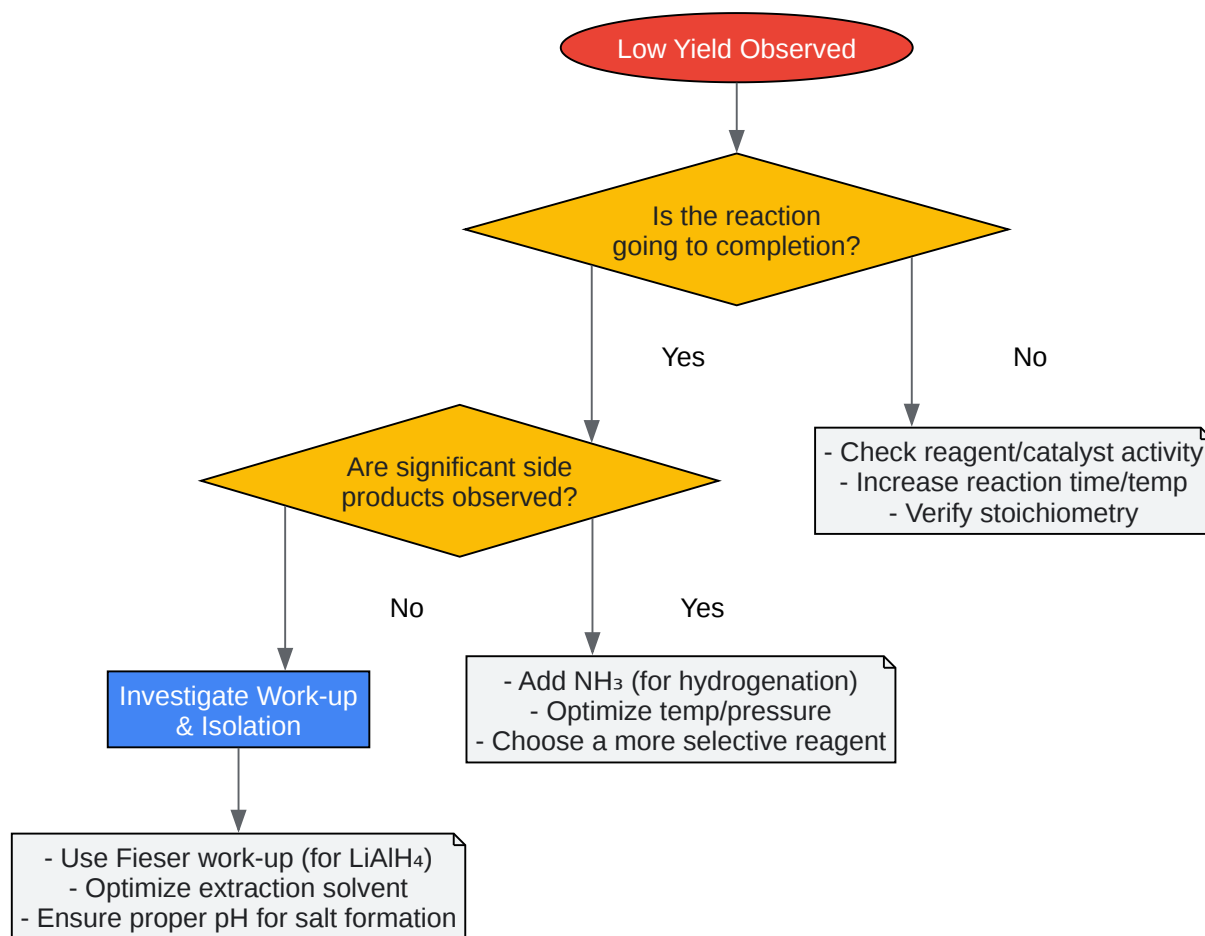 Low Yield Observed
Is the reaction
going to completion?
Yes
No
Are significant side
products observed?
- Check reagent/catalyst activity
- Increase reaction time/temp
- Verify stoichiometry
No
Yes
Investigate Work-up
& Isolation
- Add NH₃ (for hydrogenation)
- Optimize temp/pressure
- Choose a more selective reagent
- Use Fieser work-up (for LiAlH₄)
- Optimize extraction solvent
- Ensure proper pH for salt formation